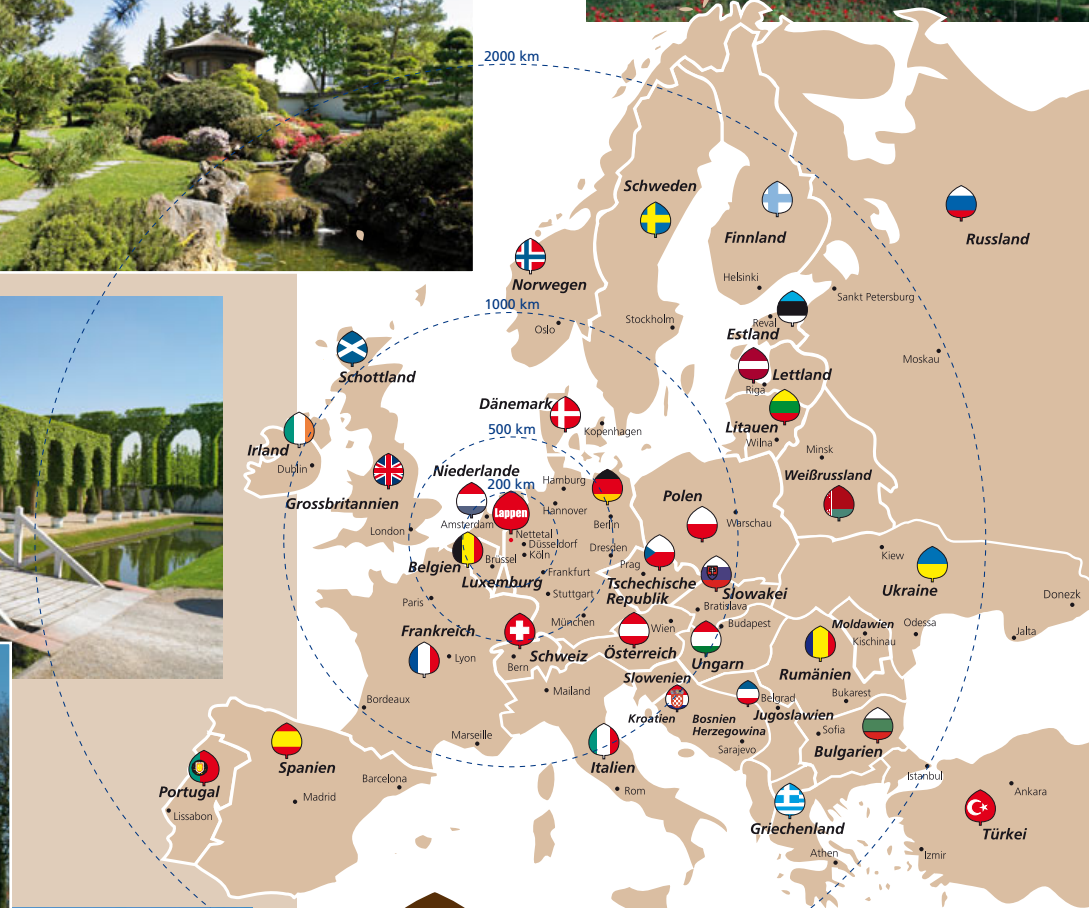 2000 km
Schweden
Finnland
Russland
Norwegen
Helsinki
Sankt Petersburg
1000 km
Oslo
Stockholm
Reval
Estland
Moskau
Schottland
Lettland
Riga
Dänemark
Kopenhagen
Litauen
Wilna
500 km
Irland
Dublin
Minsk
Weißrussland
Niederlande
Grossbritannien
200 km
Hamburg
Polen
Lappen
Hannover
Amsterdam
Berlin
Warschau
London
Nettetal
Düsseldorf
Köln
Dresden
Kiew
Belgien
Brüssel
Prag
Luxemburg
Frankfurt
Tschechische
Republik
Slowakei
Ukraine
Donezk
Stuttgart
Paris
Bratislava
München
Wien
Budapest
Moldawien
Odessa
Kischinau
Jalta
Frankreich
Lyon
Bern
Schweiz
Österreich
Ungarn
Rumänien
Slowenien
Mailand
Bukarest
Bordeaux
Belgrad
Kroatien
Bosnien
Herzegowina
Jugoslawien
Sofia
Marseille
Sarajevo
Bulgarien
Spanien
Italien
Barcelona
Istanbul
Portugal
Madrid
Rom
Ankara
Lissabon
Griechenland
Türkei
Athen
Izmir